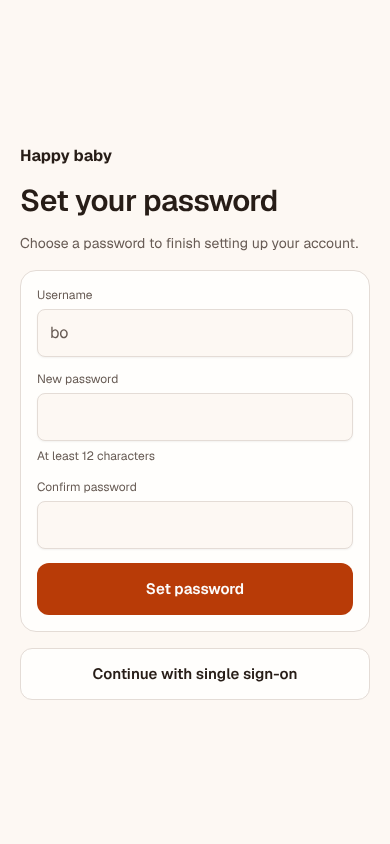 Happy baby
Set your password
Choose a password to finish setting up your account.
Username
bo
New password
At least 12 characters
Confirm password
Set password
Continue with single sign-on